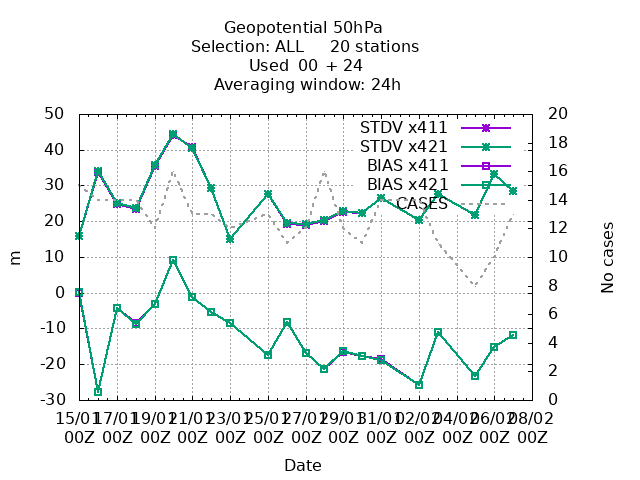 Geopotential 50hPa
Selection: ALL 20 stations
Used 00 + 24
Averaging window: 24h
50 20
STDV x411
18
STDV x421
40
16
BIAS x411
30 BIAS x421
14
CASES
20
12
10 10
0
8
6
-10
4
-20
2
-30 0
m
No cases
15/01 17/01 19/01 21/01 23/01 25/01 27/01 29/01 31/01 02/02 04/02 06/02 08/02
00Z 00Z 00Z 00Z 00Z 00Z 00Z 00Z 00Z 00Z 00Z 00Z 00Z
Date